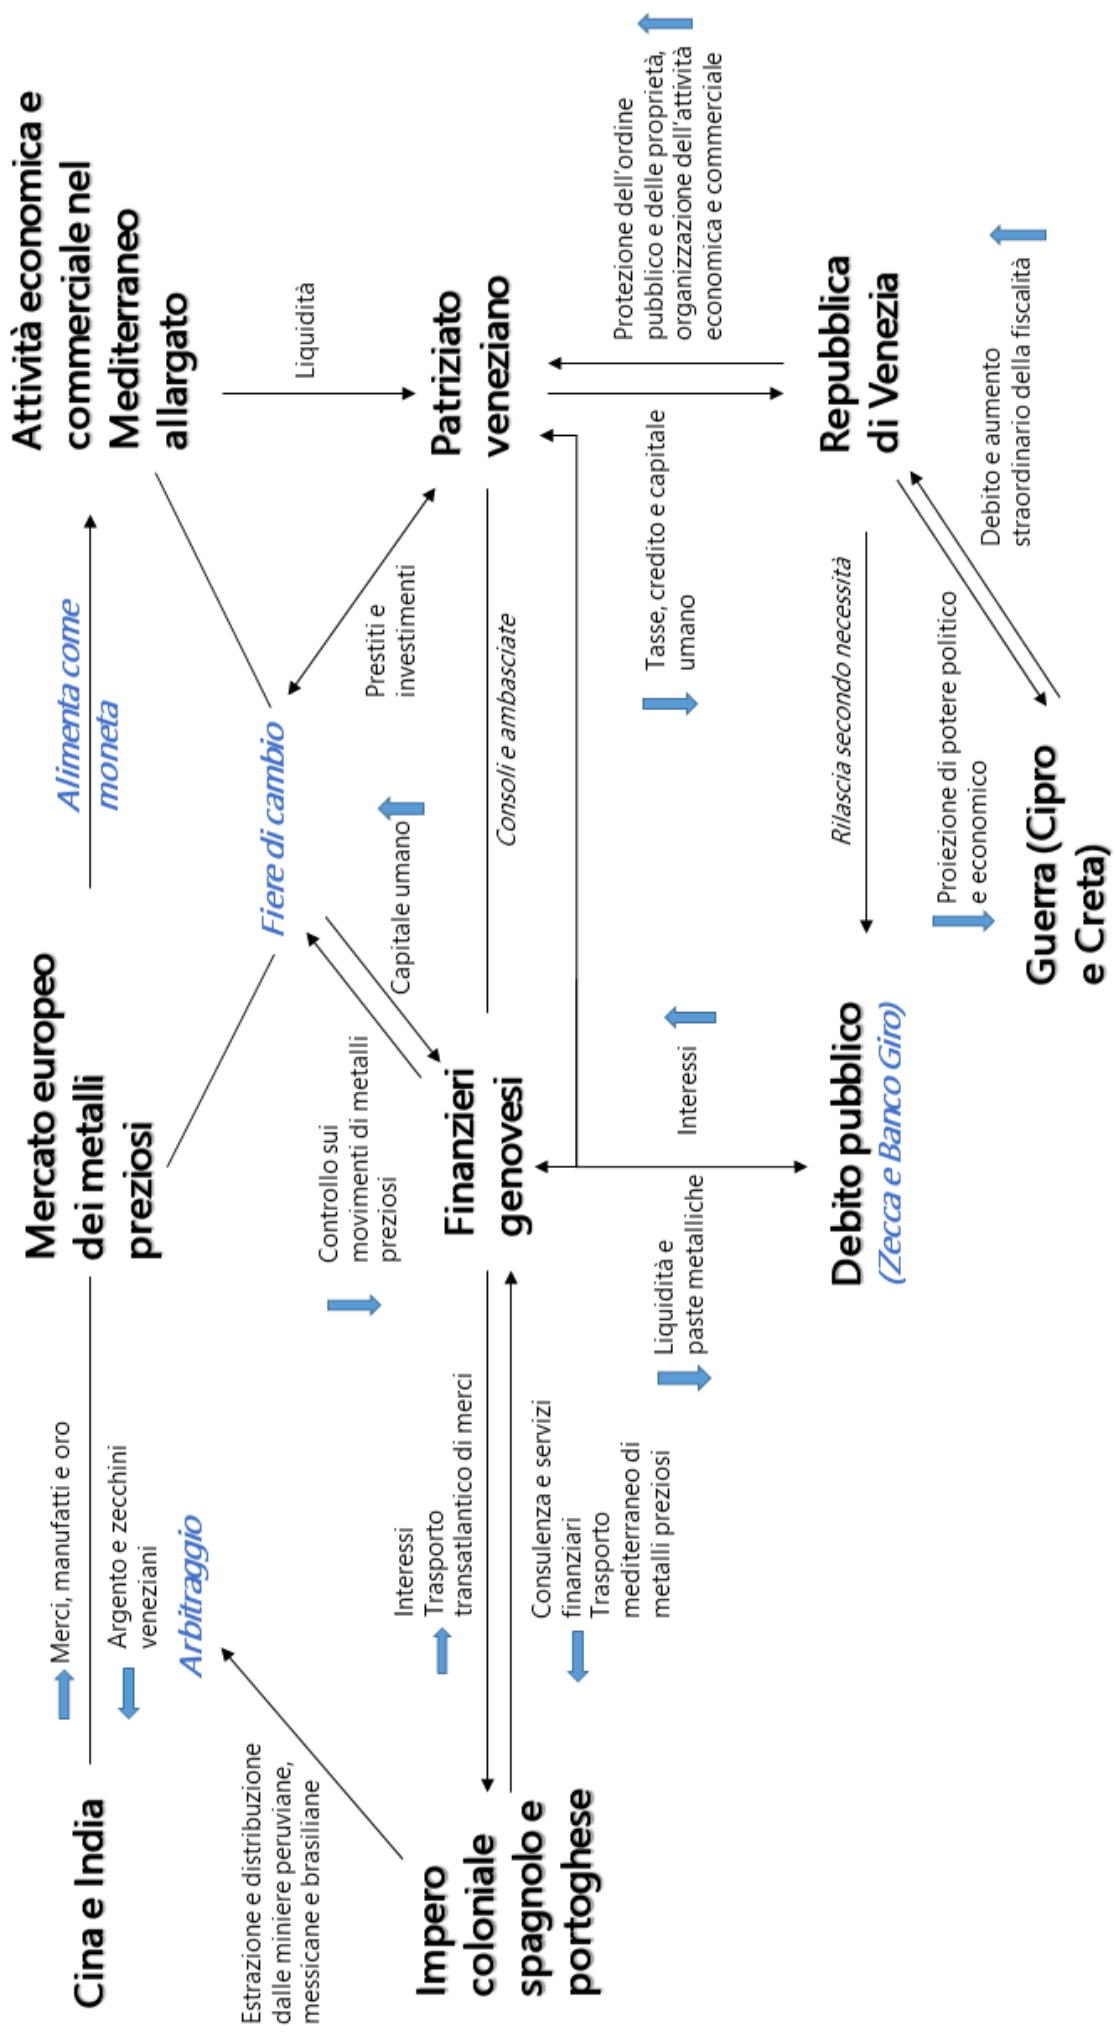 Cina e India
Merci, manufatti e oro
Argento e zecchini
veneziani
Arbitraggio
Mercato europeo
dei metalli
preziosi
Alimenta come
moneta
Attività economica e
commerciale nel
Mediterraneo
allargato
Estrazione e distribuzione
dalle miniere peruviane,
messicane e brasiliane
Fiere di cambio
Liquidità
Controllo sui
movimenti di metalli
preziosi
Capitale umano
Prestiti e
investimenti
Impero
coloniale
spagnolo e
portoghese
Interessi
Trasporto
transatlantico di merci
Consulenza e servizi
finanziari
Trasporto
mediterraneo di
metalli preziosi
Finanzieri
genovesi
Consoli e ambasciate
Patriziato
veneziano
Liquidità e
paste metalliche
Interessi
Tasse, credito e capitale
umano
Protezione dell'ordine
pubblico e delle proprietà,
organizzazione dell'attività
economica e commerciale
Debito pubblico
(Zecca e Banco Giro)
Rilascia secondo necessità
Repubblica
di Venezia
Proiezione di potere politico
e economico
Debito e aumento
straordinario della fiscalità
Guerra (Cipro
e Creta)